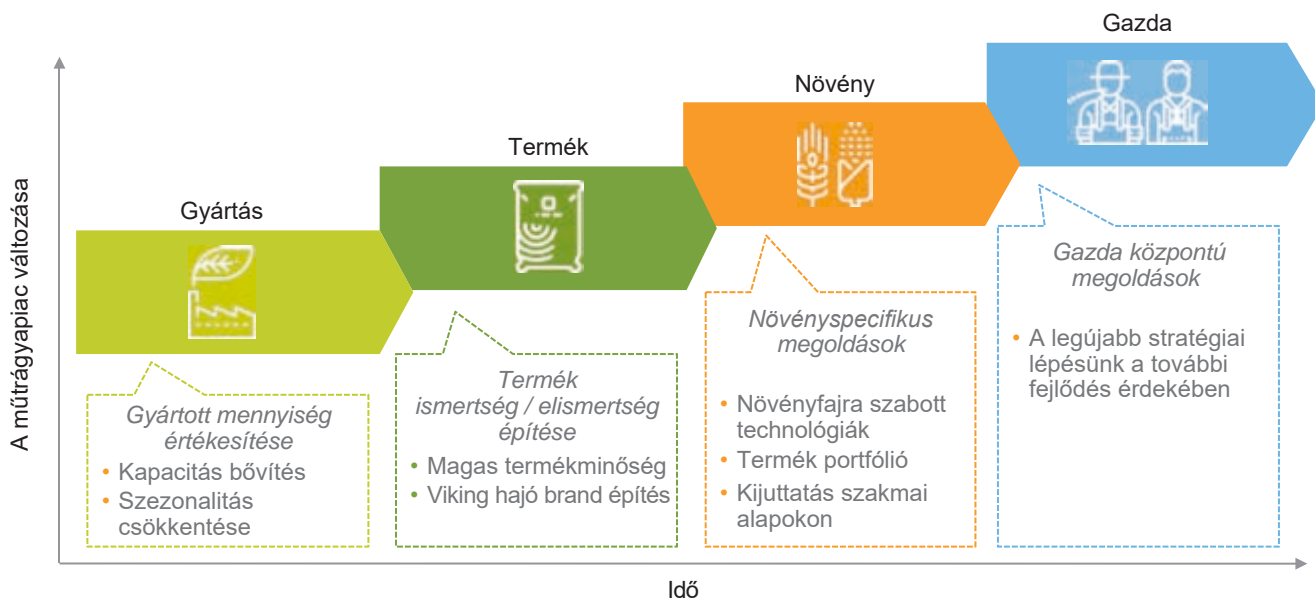 Gazda
Növény
Termék
Gyártás
A műtrágyapiac változása
Gyártott mennyiség
értékesítése
• Kapacitás bővítés
• Szezonalitás
csökkentése
Termék
ismertség / elismertség
építése
• Magas termékminőség
• Viking hajó brand építés
Növényspecifikus
megoldások
• Növényfajra szabott
technológiák
• Termék portfólió
• Kijuttatás szakmai
alapokon
Gazda központú
megoldások
• A legújabb stratégiai
lépésünk a további
fejlődés érdekében
Idő